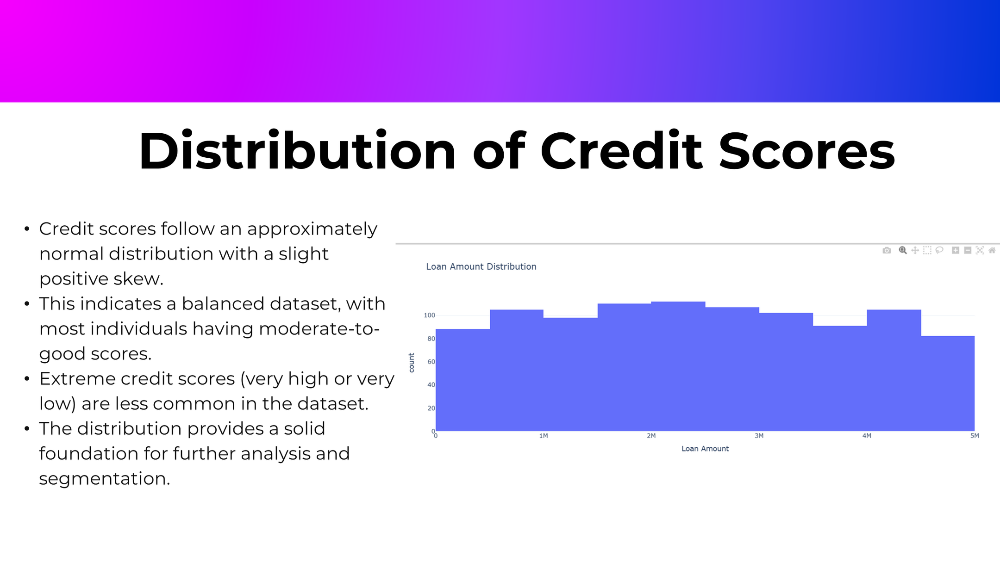 Distribution of Credit Scores
• Credit scores follow an approximately
normal distribution with a slight
positive skew.
• This indicates a balanced dataset, with
most individuals having moderate-to-
good scores.
• Extreme credit scores (very high or very
low) are less common in the dataset.
• The distribution provides a solid
foundation for further analysis and
segmentation.
Loan Amount Distribution
100
80
60
40
20
0
count
0 1M 2M 3M 4M 5M
Loan Amount